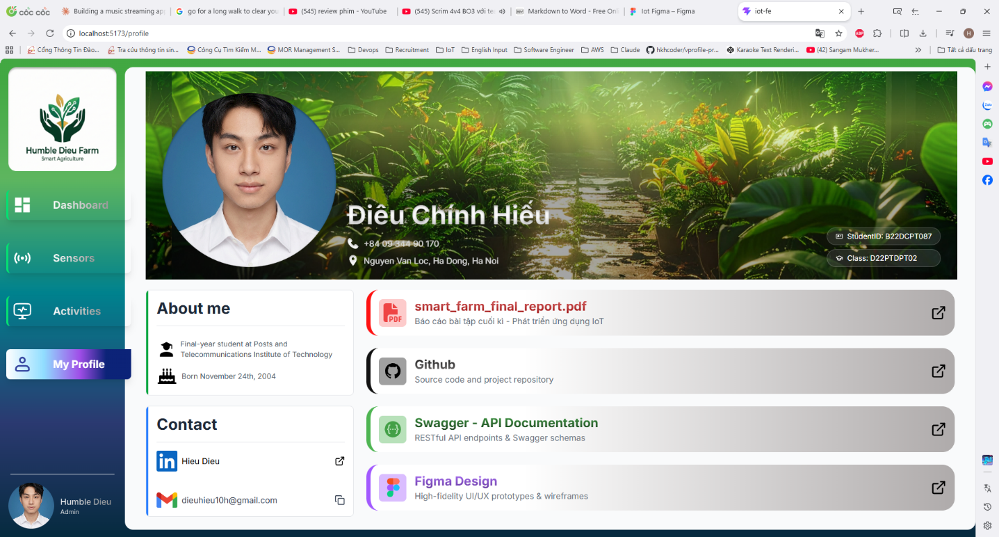 cốc cốc
Building a music streaming ap
go for a long walk to clear your
(545) review phim - YouTube
(545) Scrim 4v4 BO3 với te
Markdown to Word - Free Onl
Iot Figma – Figma
iot-fe
localhost:5173/profile
ABP
H
Cổng Thông Tin Đào...
Tra cứu thông tin sin...
Công Cụ Tìm Kiếm M...
MOR Management S...
Devops
Recruitment
IoT
English Input
Software Engineer
AWS
Claude
hkhcoder/vprofile-pr...
Karaoke Text Renderi...
(42) Sangam Mukher...
Tất cả dấu trang
Humble Dieu Farm
Smart Agriculture
Dashboard
Sensors
Activities
My Profile
Humble Dieu
Admin
Điêu Chính Hiếu
+84 09 344 90 170
Nguyen Van Loc, Ha Dong, Ha Noi
StudentID: B22DCPT087
Class: D22PTDPT02
About me
Final-year student at Posts and
Telecommunications Institute of Technology
Born November 24th, 2004
Contact
in
Hieu Dieu
dieuhieu10h@gmail.com
PDF
smart_farm_final_report.pdf
Báo cáo bài tập cuối kì - Phát triển ứng dụng IoT
Github
Source code and project repository
Swagger - API Documentation
RESTful API endpoints & Swagger schemas
Figma Design
High-fidelity UI/UX prototypes & wireframes
Zalo